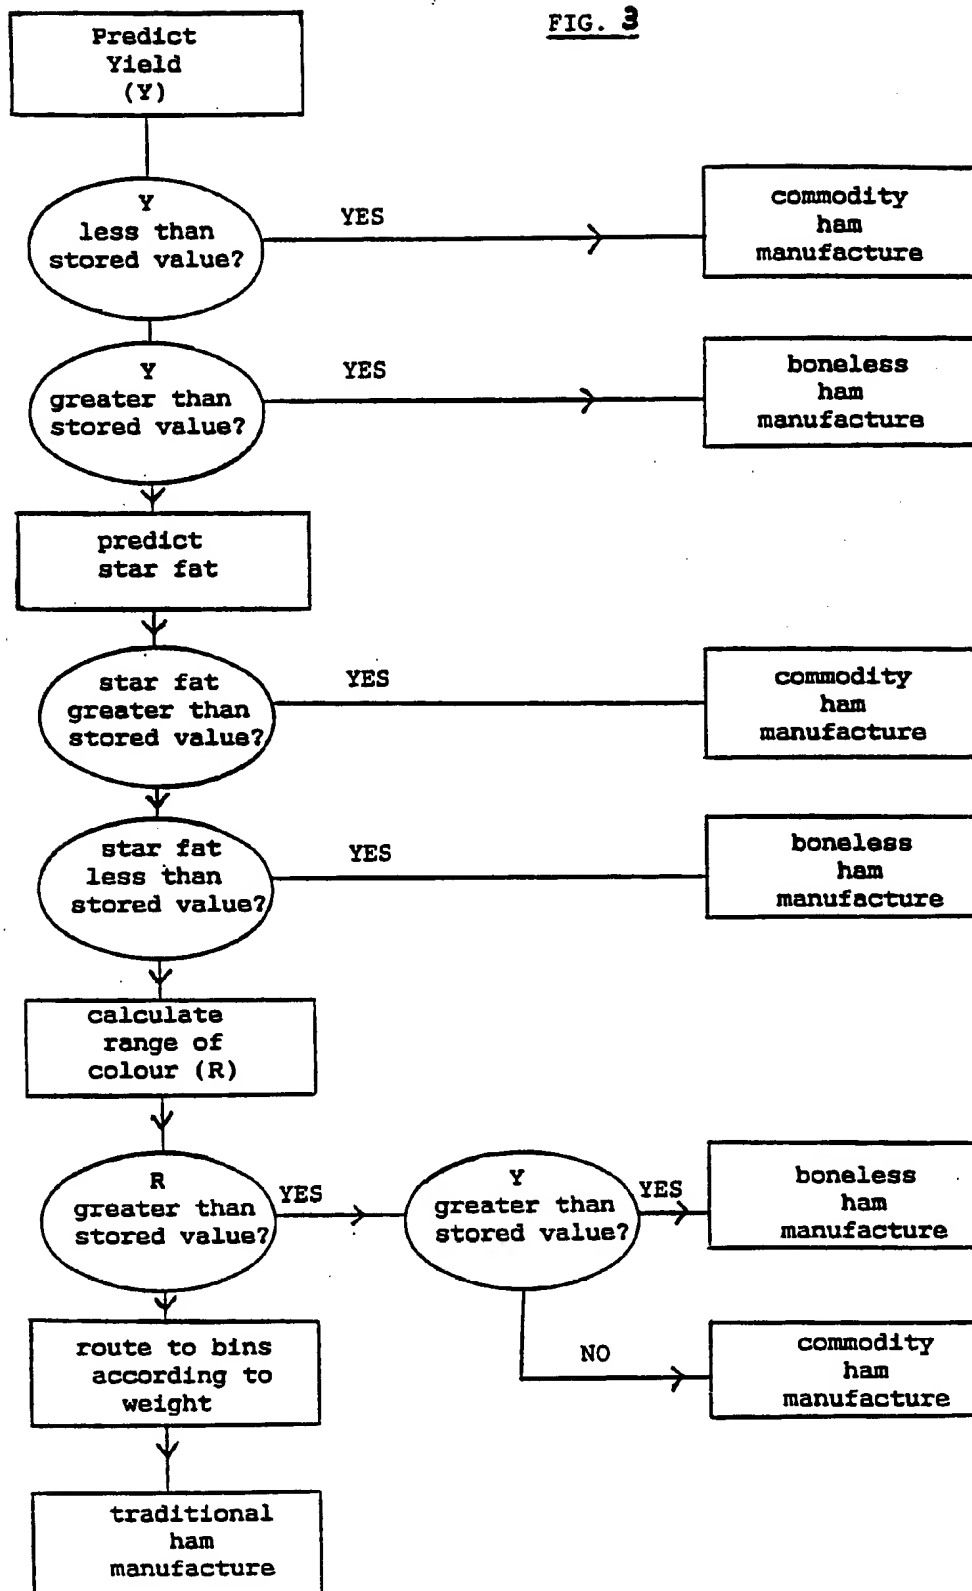 FIG. 3
Predict
Yield
(Y)
Y
less than
stored value?
YES
commodity
ham
manufacture
Y
greater than
stored value?
YES
boneless
ham
manufacture
predict
star fat
star fat
greater than
stored value?
YES
commodity
ham
manufacture
star fat
less than
stored value?
YES
boneless
ham
manufacture
calculate
range of
colour (R)
R
greater than
stored value?
YES
Y
greater than
stored value?
YES
boneless
ham
manufacture
NO
commodity
ham
manufacture
route to bins
according to
weight
traditional
ham
manufacture